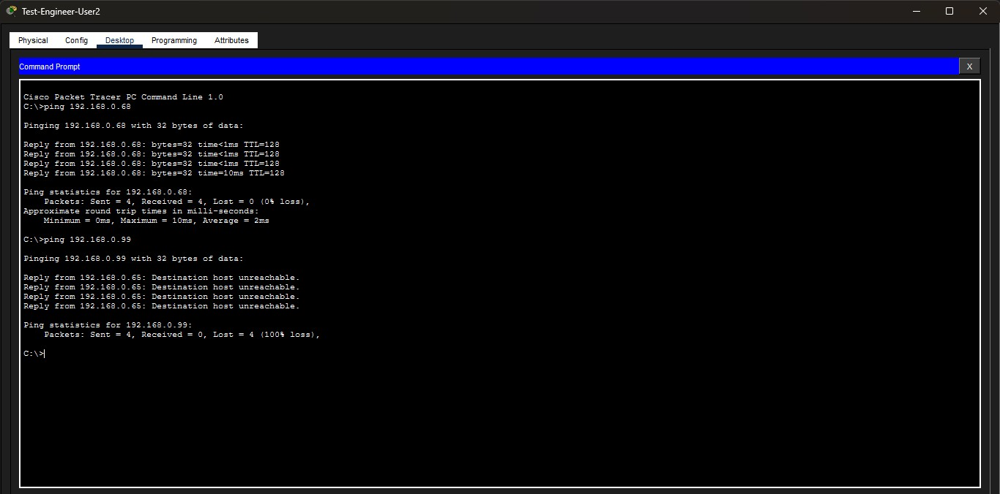 Test-Engineer-User2
Physical Config Desktop Programming Attributes
Command Prompt X
Cisco Packet Tracer PC Command Line 1.0
C:\>ping 192.168.0.68
Pinging 192.168.0.68 with 32 bytes of data:
Reply from 192.168.0.68: bytes=32 time<1ms TTL=128
Reply from 192.168.0.68: bytes=32 time<1ms TTL=128
Reply from 192.168.0.68: bytes=32 time<1ms TTL=128
Reply from 192.168.0.68: bytes=32 time=10ms TTL=128
Ping statistics for 192.168.0.68:
    Packets: Sent = 4, Received = 4, Lost = 0 (0% loss),
Approximate round trip times in milli-seconds:
    Minimum = 0ms, Maximum = 10ms, Average = 2ms
C:\>ping 192.168.0.99
Pinging 192.168.0.99 with 32 bytes of data:
Reply from 192.168.0.65: Destination host unreachable.
Reply from 192.168.0.65: Destination host unreachable.
Reply from 192.168.0.65: Destination host unreachable.
Reply from 192.168.0.65: Destination host unreachable.
Ping statistics for 192.168.0.99:
    Packets: Sent = 4, Received = 0, Lost = 4 (100% loss),
C:\>